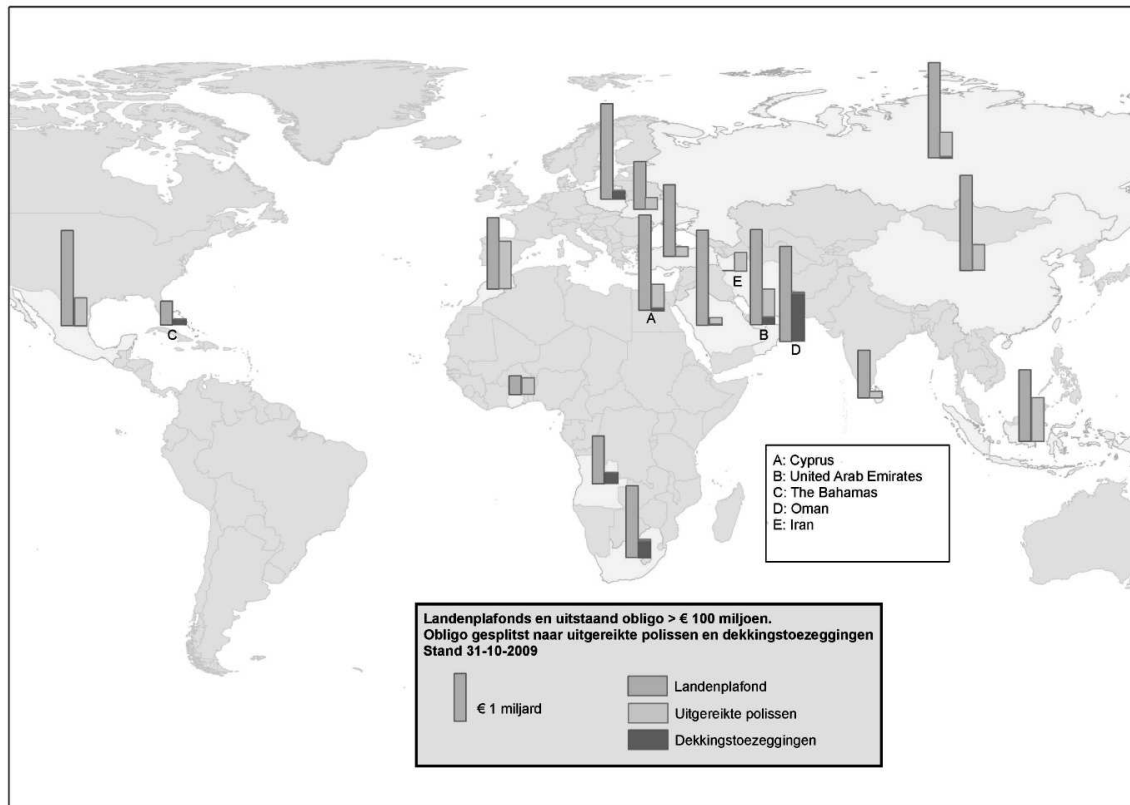 E
A
B
D
C
A: Cyprus
B: United Arab Emirates
C: The Bahamas
D: Oman
E: Iran
Landenplafonds en uitstaand obligo > € 100 miljoen.
Obligo gesplitst naar uitgereikte polissen en dekkingstoezeggingen
Stand 31-10-2009
€ 1 miljard
Landenplafond
Uitgereikte polissen
Dekkingstoezeggingen